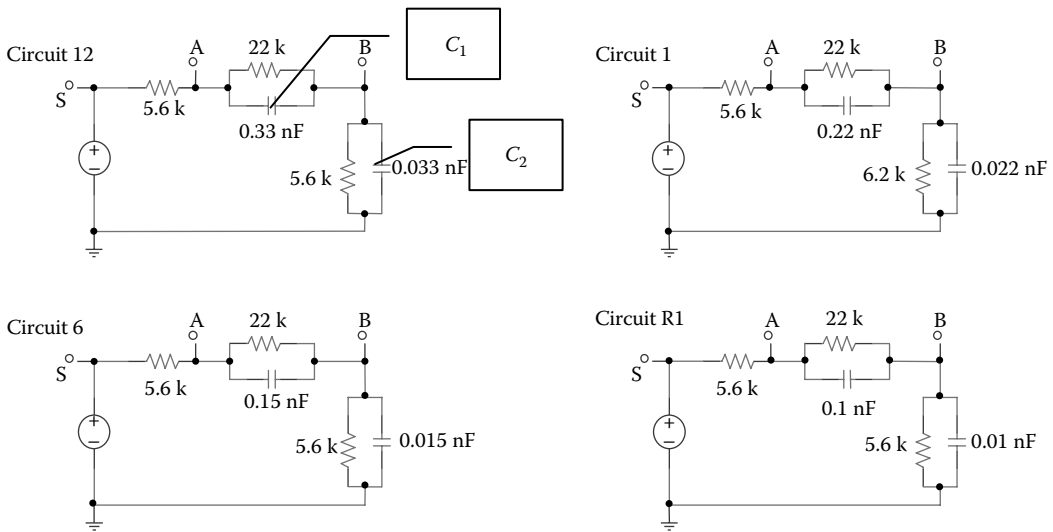 Circuit 12
A
22 k
B
C1
S
5.6 k
0.33 nF
+
−
5.6 k
0.033 nF
C2
Circuit 1
A
22 k
B
S
5.6 k
0.22 nF
+
−
6.2 k
0.022 nF
Circuit 6
A
22 k
B
S
5.6 k
0.15 nF
+
−
5.6 k
0.015 nF
Circuit R1
A
22 k
B
S
5.6 k
0.1 nF
+
−
5.6 k
0.01 nF